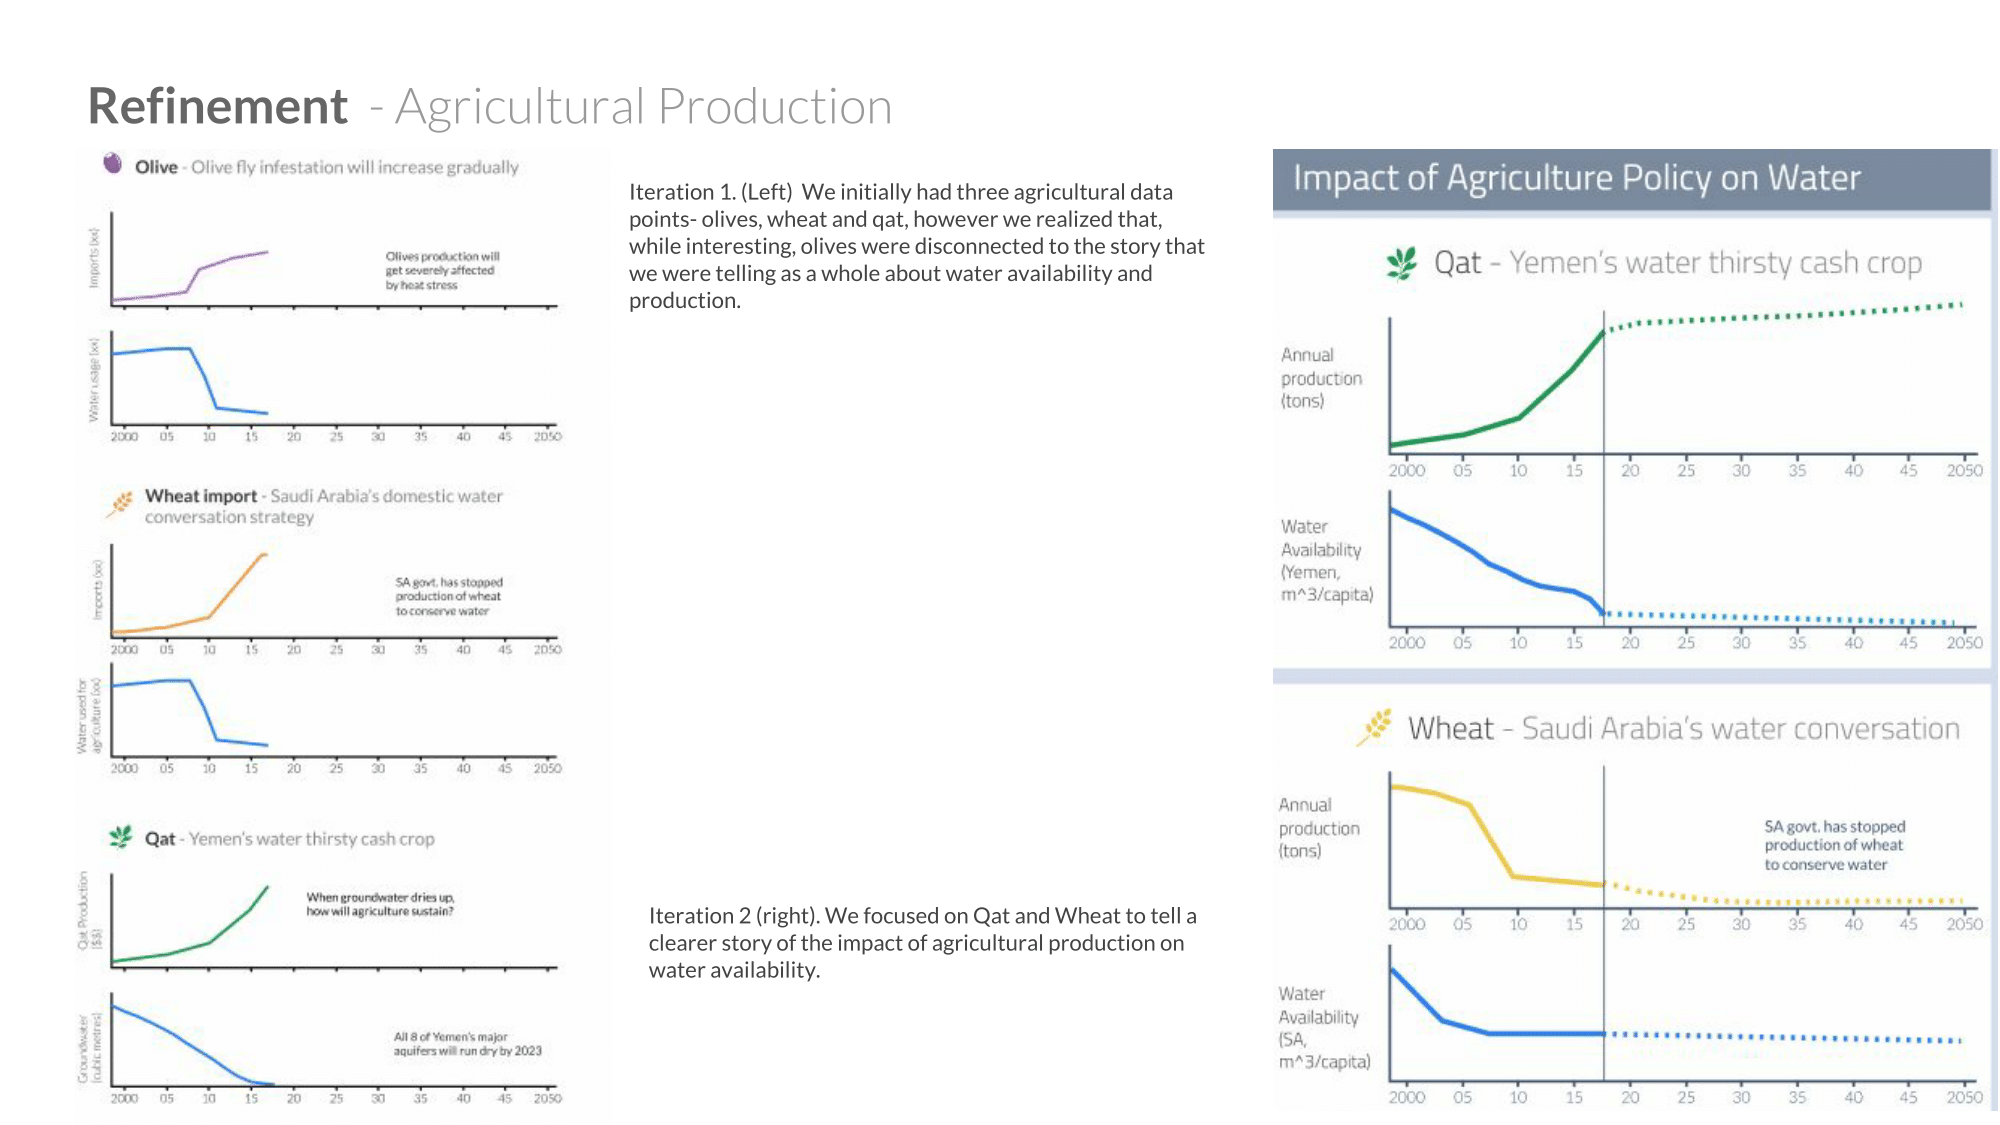 Refinement - Agricultural Production
Olive - Olive fly infestation will increase gradually
Imports (xx)
Olives production will
get severely affected
by heat stress
Water usage (xx)
2000 05 10 15 20 25 30 35 40 45 2050
Wheat import - Saudi Arabia's domestic water
conversation strategy
Imports (xx)
SA govt. has stopped
production of wheat
to conserve water
2000 05 10 15 20 25 30 35 40 45 2050
Water used for
agriculture (xx)
2000 05 10 15 20 25 30 35 40 45 2050
Qat - Yemen's water thirsty cash crop
Qat Production
($$)
When groundwater dries up,
how will agriculture sustain?
Groundwater
(cubic metres)
All 8 of Yemen's major
aquifers will run dry by 2023
2000 05 10 15 20 25 30 35 40 45 2050
Iteration 1. (Left) We initially had three agricultural data
points- olives, wheat and qat, however we realized that,
while interesting, olives were disconnected to the story that
we were telling as a whole about water availability and
production.
Iteration 2 (right). We focused on Qat and Wheat to tell a
clearer story of the impact of agricultural production on
water availability.
Impact of Agriculture Policy on Water
Qat - Yemen's water thirsty cash crop
Annual
production
(tons)
2000 05 10 15 20 25 30 35 40 45 2050
Water
Availability
(Yemen,
m^3/capita)
2000 05 10 15 20 25 30 35 40 45 2050
Wheat - Saudi Arabia's water conversation
Annual
production
(tons)
SA govt. has stopped
production of wheat
to conserve water
2000 05 10 15 20 25 30 35 40 45 2050
Water
Availability
(SA,
m^3/capita)
2000 05 10 15 20 25 30 35 40 45 2050